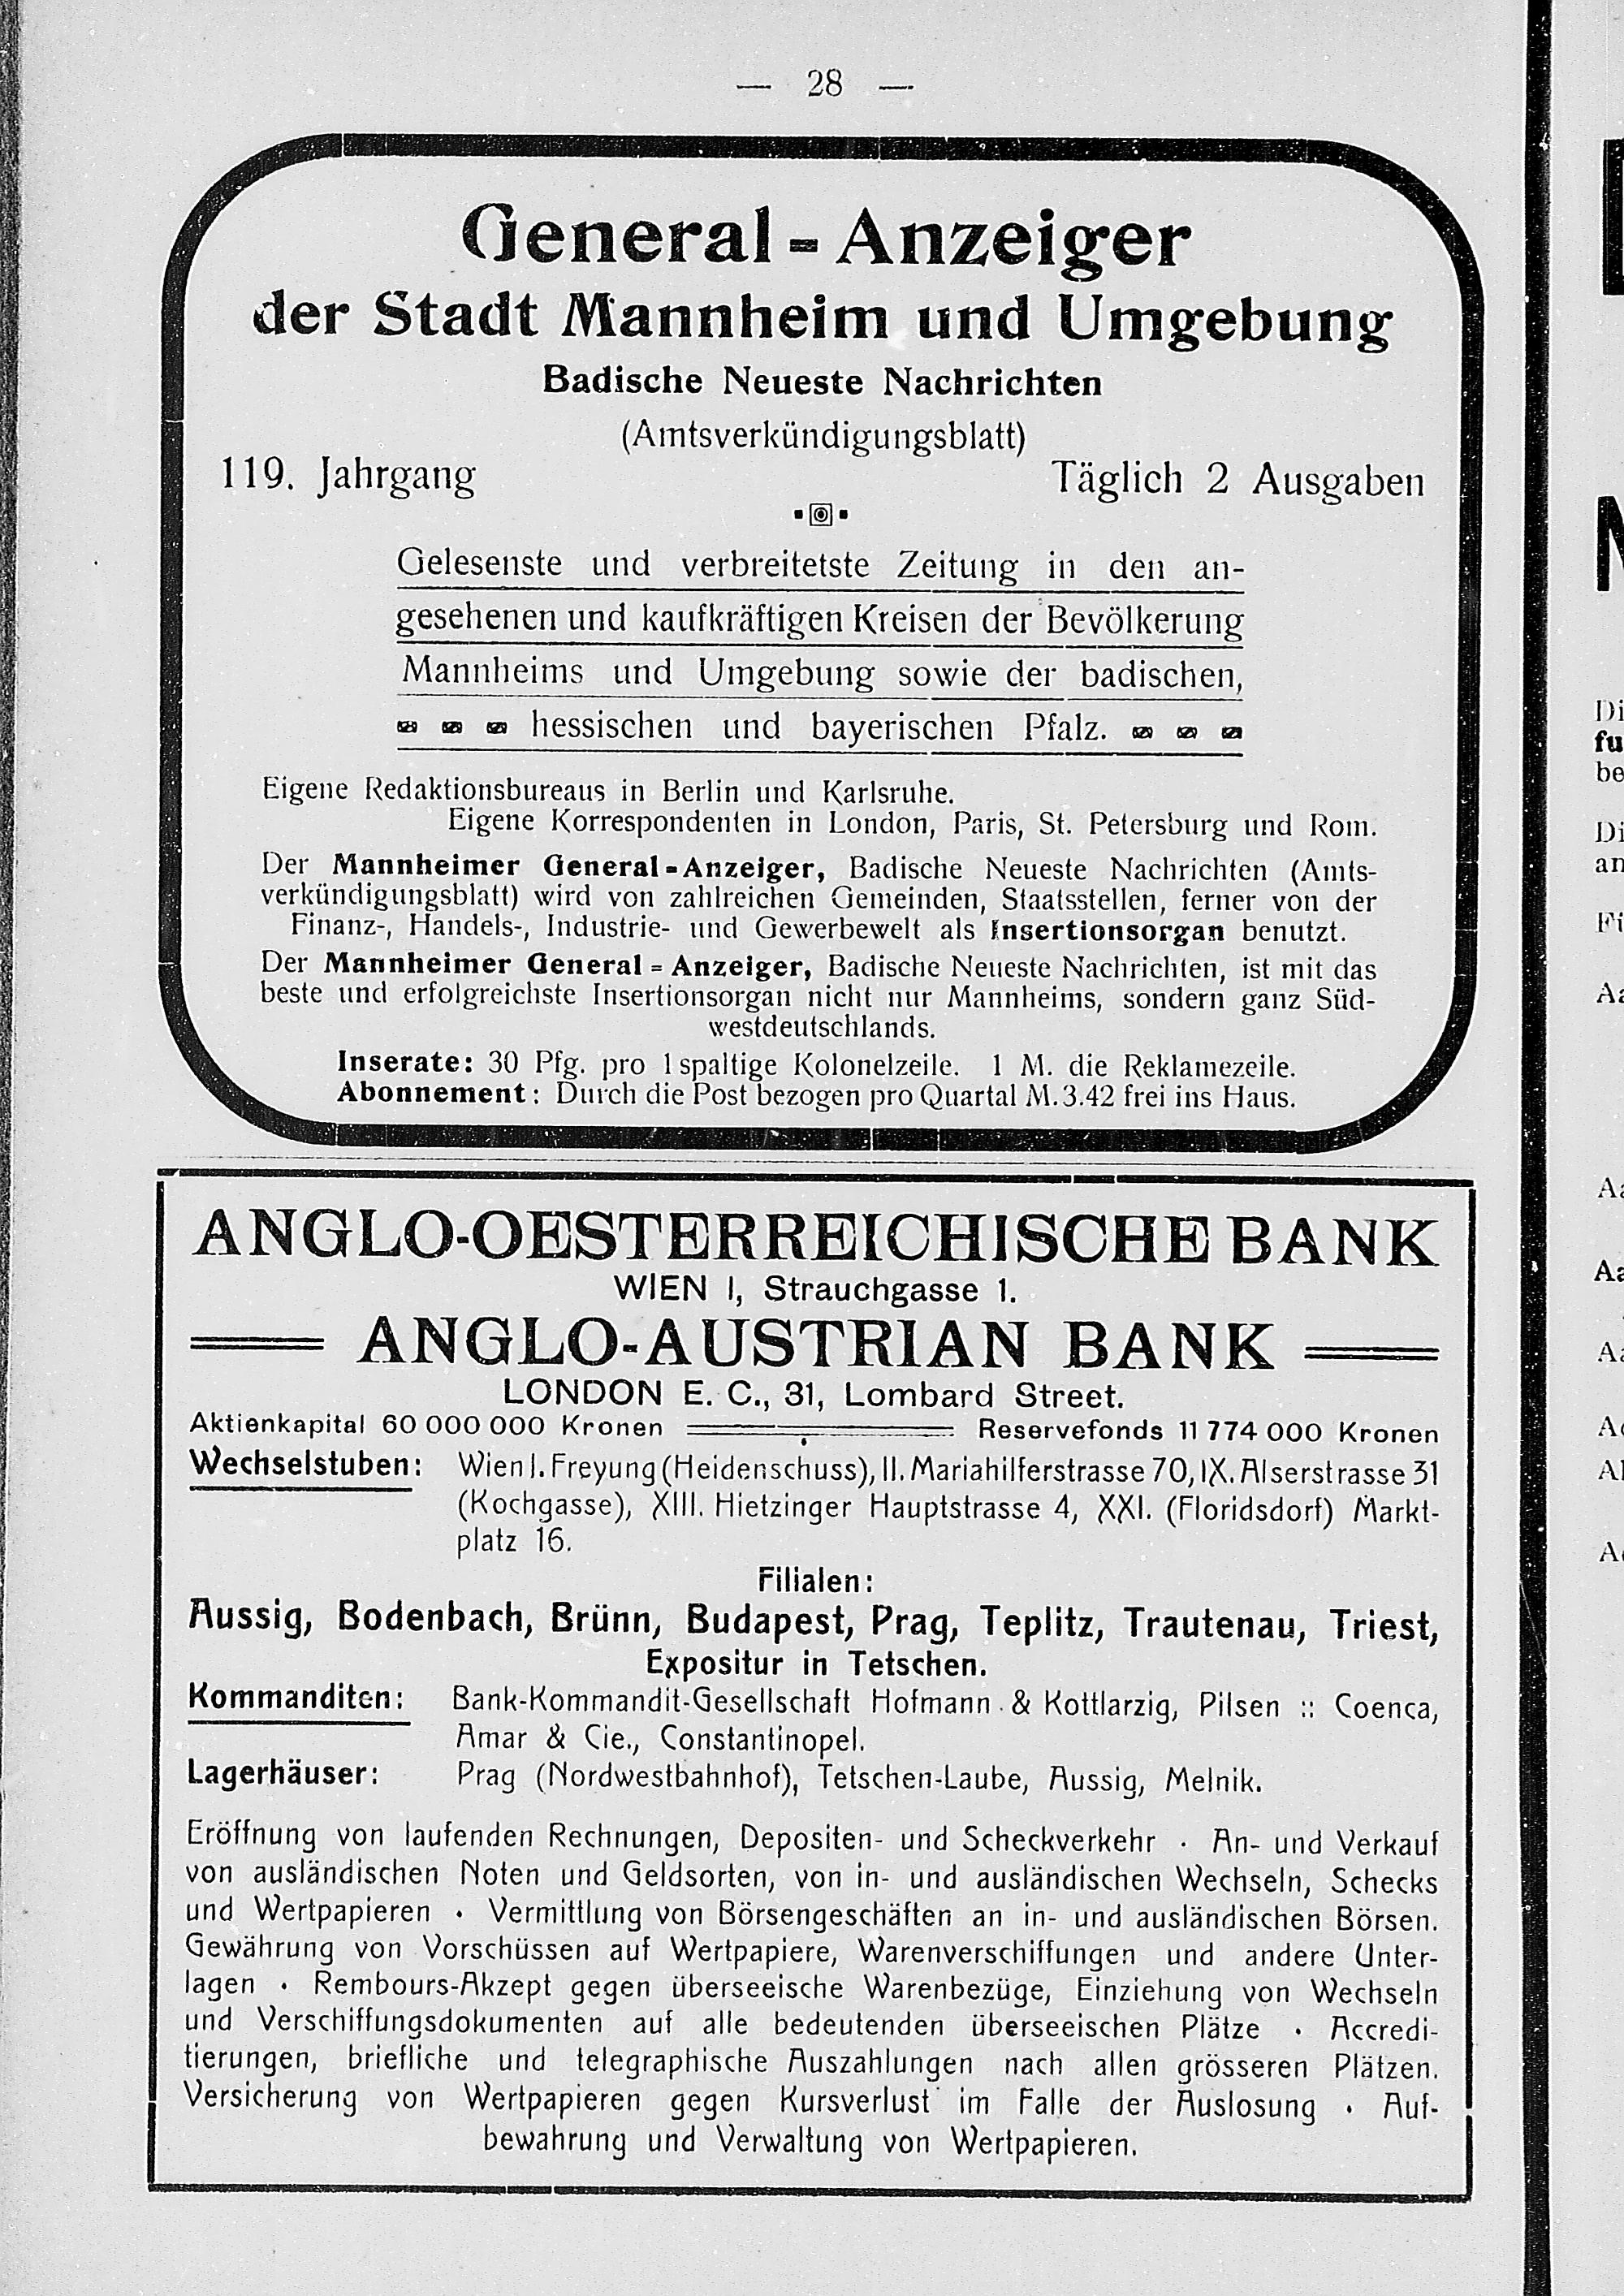 — 28 —
General-Anzeiger
der Stadt Mannheim und Umgebung
Badische Neueste Nachrichten
(Amtsverkündigungsblatt)
119. Jahrgang Täglich 2 Ausgaben
Gelesenste und verbreitetste Zeitung in den an-
gesehenen und kaufkräftigen Kreisen der Bevölkerung
Mannheims und Umgebung sowie der badischen,
hessischen und bayerischen Pfalz.
Eigene Redaktionsbureaus in Berlin und Karlsruhe.
Eigene Korrespondenten in London, Paris, St. Petersburg und Rom.
Der Mannheimer General-Anzeiger, Badische Neueste Nachrichten (Amts-
verkündigungsblatt) wird von zahlreichen Gemeinden, Staatsstellen, ferner von der
Finanz-, Handels-, Industrie- und Gewerbewelt als Insertionsorgan benutzt.
Der Mannheimer General-Anzeiger, Badische Neueste Nachrichten, ist mit das
beste und erfolgreichste Insertionsorgan nicht nur Mannheims, sondern ganz Süd-
westdeutschlands.
Inserate: 30 Pfg. pro 1spaltige Kolonelzeile. 1 M. die Reklamezeile.
Abonnement: Durch die Post bezogen pro Quartal M. 3.42 frei ins Haus.
ANGLO-OESTERREICHISCHE BANK
WIEN I, Strauchgasse 1.
ANGLO-AUSTRIAN BANK
LONDON E. C., 31, Lombard Street.
Aktienkapital 60 000 000 Kronen Reservefonds 11 774 000 Kronen
Wechselstuben: Wien I. Freyung (Heidenschuss), II. Mariahilferstrasse 70, IX. Alserstrasse 31
(Kochgasse), XIII. Hietzinger Hauptstrasse 4, XXI. (Floridsdorf) Markt-
platz 16.
Filialen:
Aussig, Bodenbach, Brünn, Budapest, Prag, Teplitz, Trautenau, Triest,
Expositur in Tetschen.
Kommanditen: Bank-Kommandit-Gesellschaft Hofmann & Kottlarzig, Pilsen :: Coenca,
Amar & Cie., Constantinopel.
Lagerhäuser: Prag (Nordwestbahnhof), Tetschen-Laube, Aussig, Melnik.
Eröffnung von laufenden Rechnungen, Depositen- und Scheckverkehr · An- und Verkauf
von ausländischen Noten und Geldsorten, von in- und ausländischen Wechseln, Schecks
und Wertpapieren · Vermittlung von Börsengeschäften an in- und ausländischen Börsen.
Gewährung von Vorschüssen auf Wertpapiere, Warenverschiffungen und andere Unter-
lagen · Rembours-Akzept gegen überseeische Warenbezüge, Einziehung von Wechseln
und Verschiffungsdokumenten auf alle bedeutenden überseeischen Plätze · Accredi-
tierungen, briefliche und telegraphische Auszahlungen nach allen grösseren Plätzen.
Versicherung von Wertpapieren gegen Kursverlust im Falle der Auslosung · Auf-
bewahrung und Verwaltung von Wertpapieren.